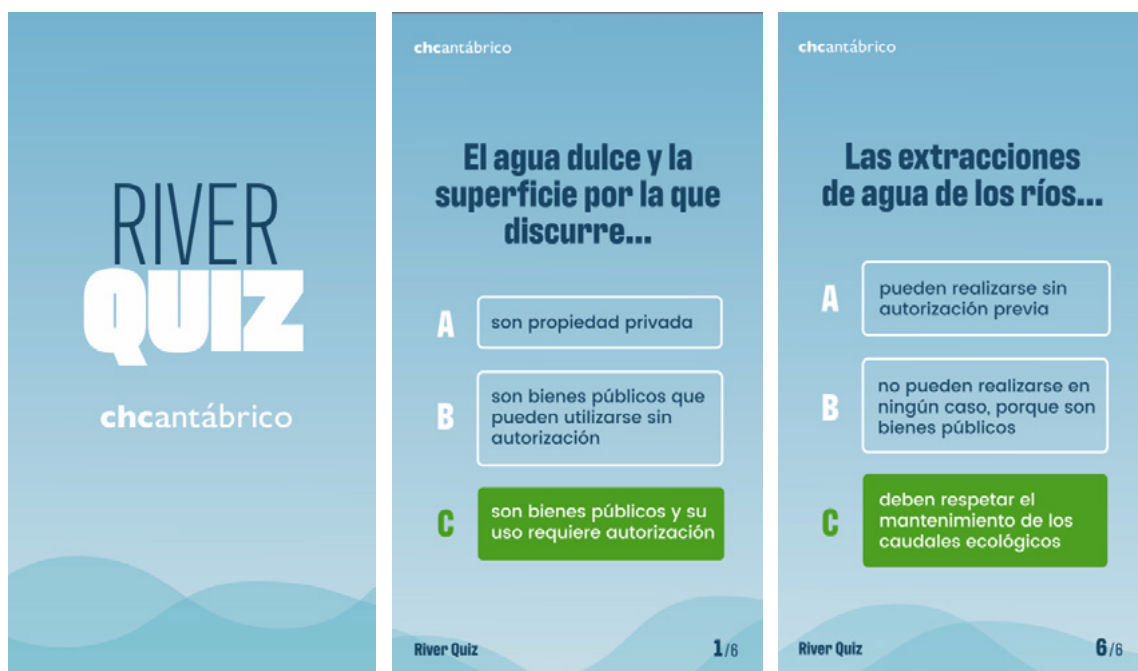 RIVER
QUIZ
chcantábrico
chcantábrico
El agua dulce y la
superficie por la que
discurre...
A
son propiedad privada
B
son bienes públicos que
pueden utilizarse sin
autorización
C
son bienes públicos y su
uso requiere autorización
River Quiz
1/6
chcantábrico
Las extracciones
de agua de los ríos...
A
pueden realizarse sin
autorización previa
B
no pueden realizarse en
ningún caso, porque son
bienes públicos
C
deben respetar el
mantenimiento de los
caudales ecológicos
River Quiz
6/6